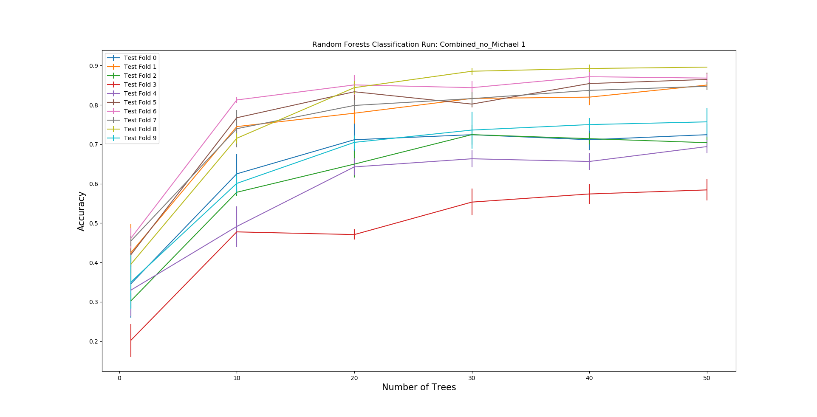 Random Forests Classification Run: Combined_no_Michael 1
Test Fold 0
Test Fold 1
Test Fold 2
Test Fold 3
Test Fold 4
Test Fold 5
Test Fold 6
Test Fold 7
Test Fold 8
Test Fold 9
Accuracy
0.9
0.8
0.7
0.6
0.5
0.4
0.3
0.2
0
10
20
30
40
50
Number of Trees